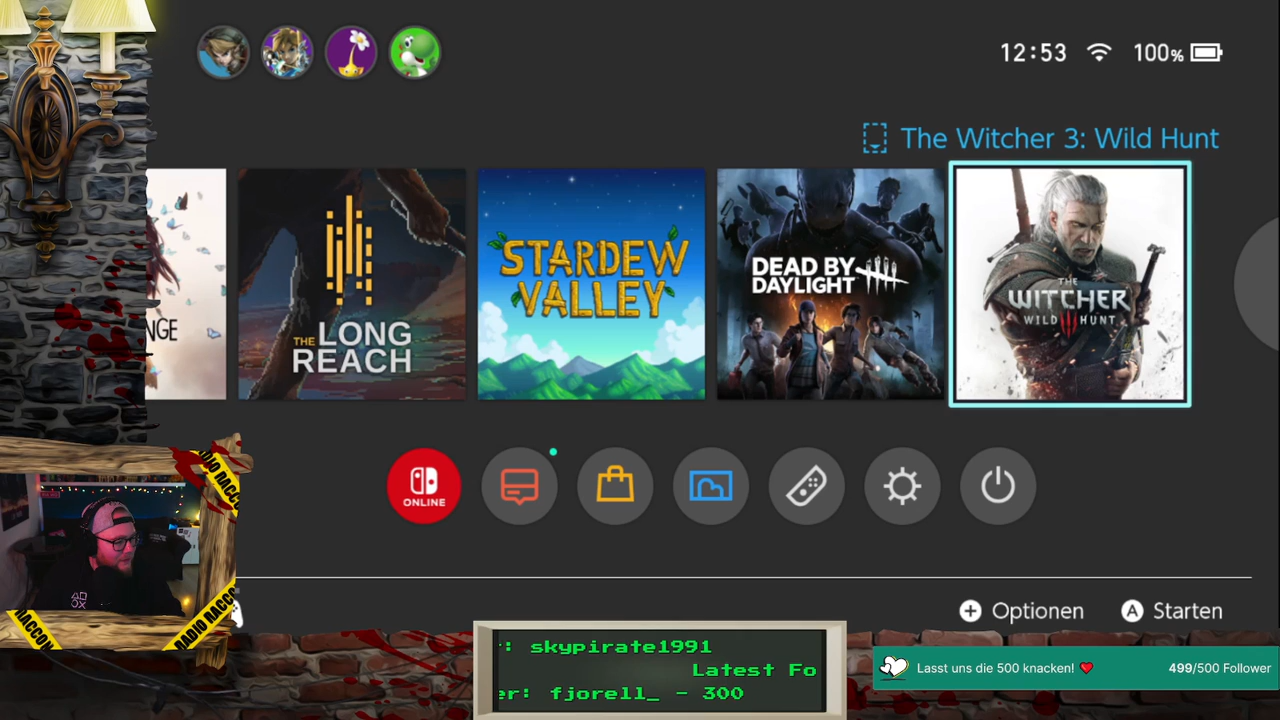 12:53
100%
The Witcher 3: Wild Hunt
NGE
THE LONG
REACH
STARDEW
VALLEY
DEAD BY
DAYLIGHT
THE
WITCHER
WILD HUNT
ONLINE
Optionen
A Starten
RACCOON
RADIO RACCO
: skypirate1991
Latest Fo
er: fjorell_ - 300
Lasst uns die 500 knacken! ❤️
499/500 Follower